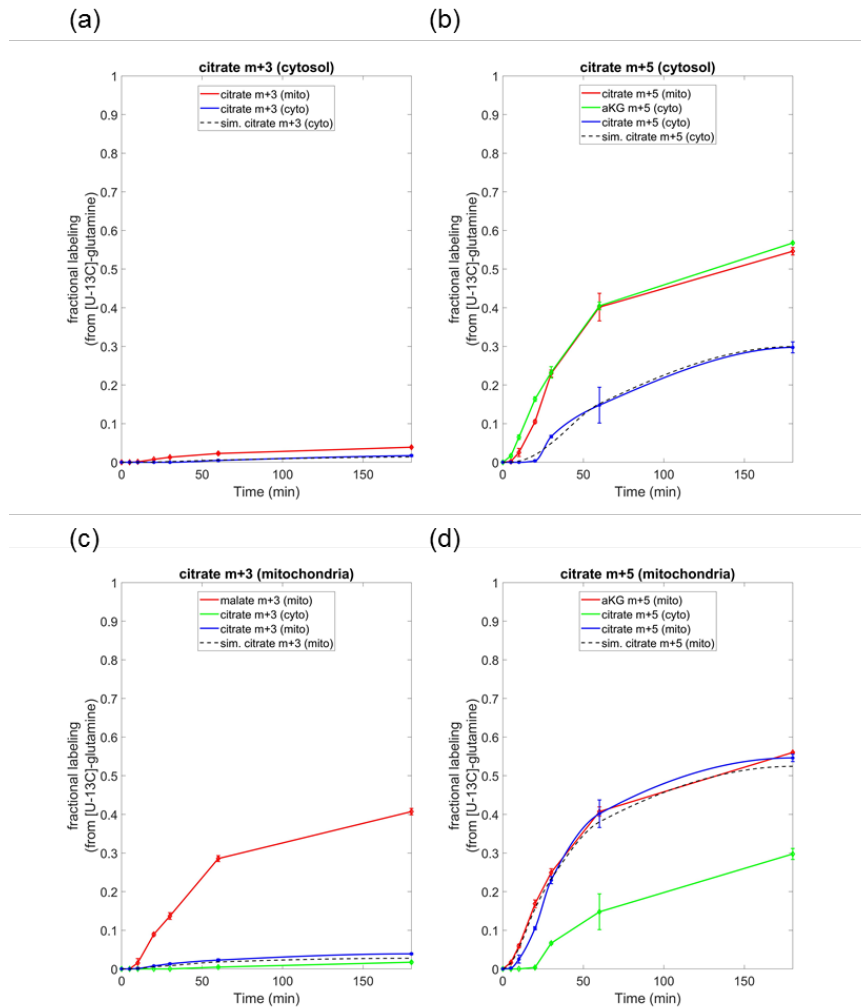 (a)
(b)
citrate m+3 (cytosol)
citrate m+3 (mito)
citrate m+3 (cyto)
sim. citrate m+3 (cyto)
1
0.9
0.8
0.7
0.6
0.5
0.4
0.3
0.2
0.1
0
fractional labeling
(from [U-13C]-glutamine)
0
50
100
150
Time (min)
citrate m+5 (cytosol)
citrate m+5 (mito)
aKG m+5 (cyto)
citrate m+5 (cyto)
sim. citrate m+5 (cyto)
1
0.9
0.8
0.7
0.6
0.5
0.4
0.3
0.2
0.1
0
fractional labeling
(from [U-13C]-glutamine)
0
50
100
150
Time (min)
(c)
(d)
citrate m+3 (mitochondria)
malate m+3 (mito)
citrate m+3 (cyto)
citrate m+3 (mito)
sim. citrate m+3 (mito)
1
0.9
0.8
0.7
0.6
0.5
0.4
0.3
0.2
0.1
0
fractional labeling
(from [U-13C]-glutamine)
0
50
100
150
Time (min)
citrate m+5 (mitochondria)
aKG m+5 (mito)
citrate m+5 (cyto)
citrate m+5 (mito)
sim. citrate m+5 (mito)
1
0.9
0.8
0.7
0.6
0.5
0.4
0.3
0.2
0.1
0
fractional labeling
(from [U-13C]-glutamine)
0
50
100
150
Time (min)